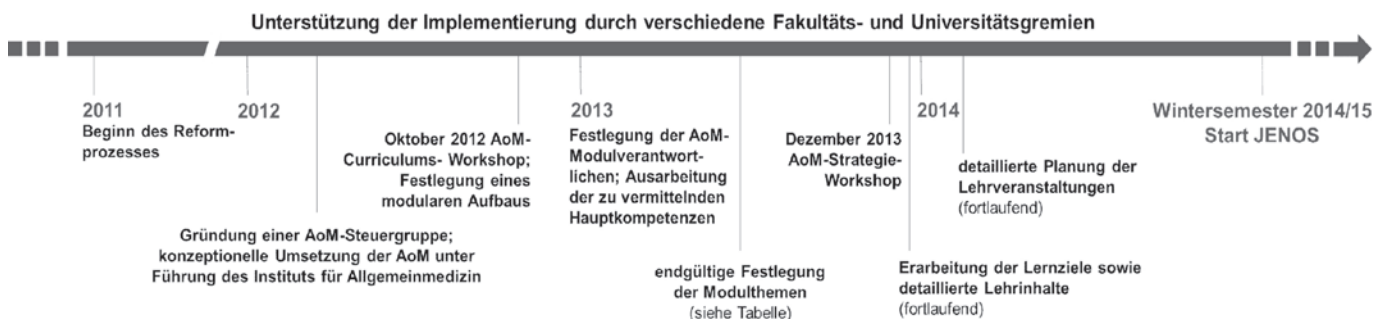 Unterstützung der Implementierung durch verschiedene Fakultäts- und Universitätsgremien
2011
Beginn des Reform-
prozesses
2012
Gründung einer AoM-Steuergruppe;
konzeptionelle Umsetzung der AoM unter
Führung des Instituts für Allgemeinmedizin
Oktober 2012 AoM-
Curriculums- Workshop;
Festlegung eines
modularen Aufbaus
2013
Festlegung der AoM-
Modulverantwort-
lichen; Ausarbeitung
der zu vermittelnden
Hauptkompetenzen
endgültige Festlegung
der Modulthemen
(siehe Tabelle)
Dezember 2013
AoM-Strategie-
Workshop
Erarbeitung der Lernziele sowie
detaillierte Lehrinhalte
(fortlaufend)
2014
detaillierte Planung der
Lehrveranstaltungen
(fortlaufend)
Wintersemester 2014/15
Start JENOS